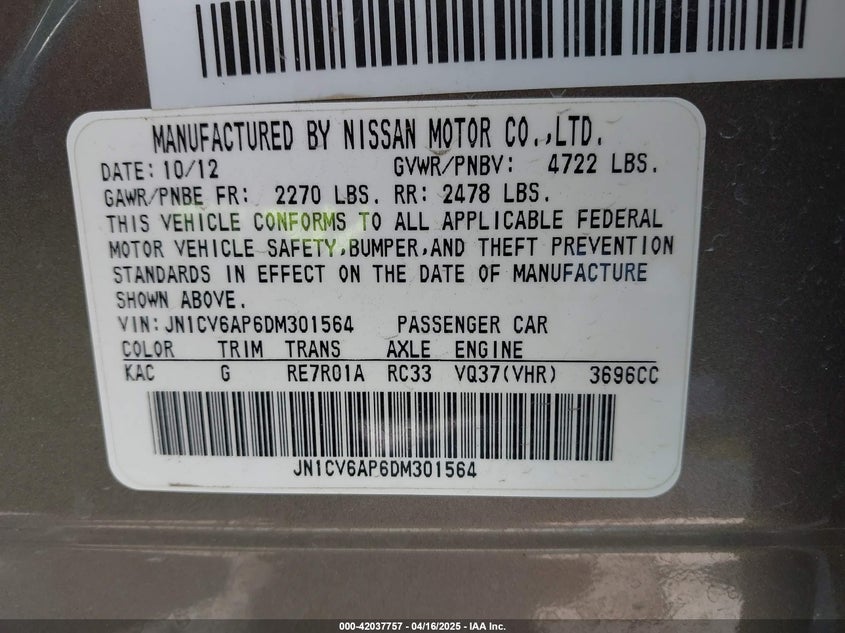 MANUFACTURED BY NISSAN MOTOR CO.,LTD.
DATE: 10/12 GVWR/PNBV: 4722 LBS.
GAWR/PNBE FR: 2270 LBS. RR: 2478 LBS.
THIS VEHICLE CONFORMS TO ALL APPLICABLE FEDERAL
MOTOR VEHICLE SAFETY,BUMPER,AND THEFT PREVENTION
STANDARDS IN EFFECT ON THE DATE OF MANUFACTURE
SHOWN ABOVE.
VIN: JN1CV6AP6DM301564 PASSENGER CAR
COLOR TRIM TRANS AXLE ENGINE
KAC G RE7R01A RC33 VQ37(VHR) 3696CC
JN1CV6AP6DM301564
000-42037757 - 04/16/2025 - IAA Inc.